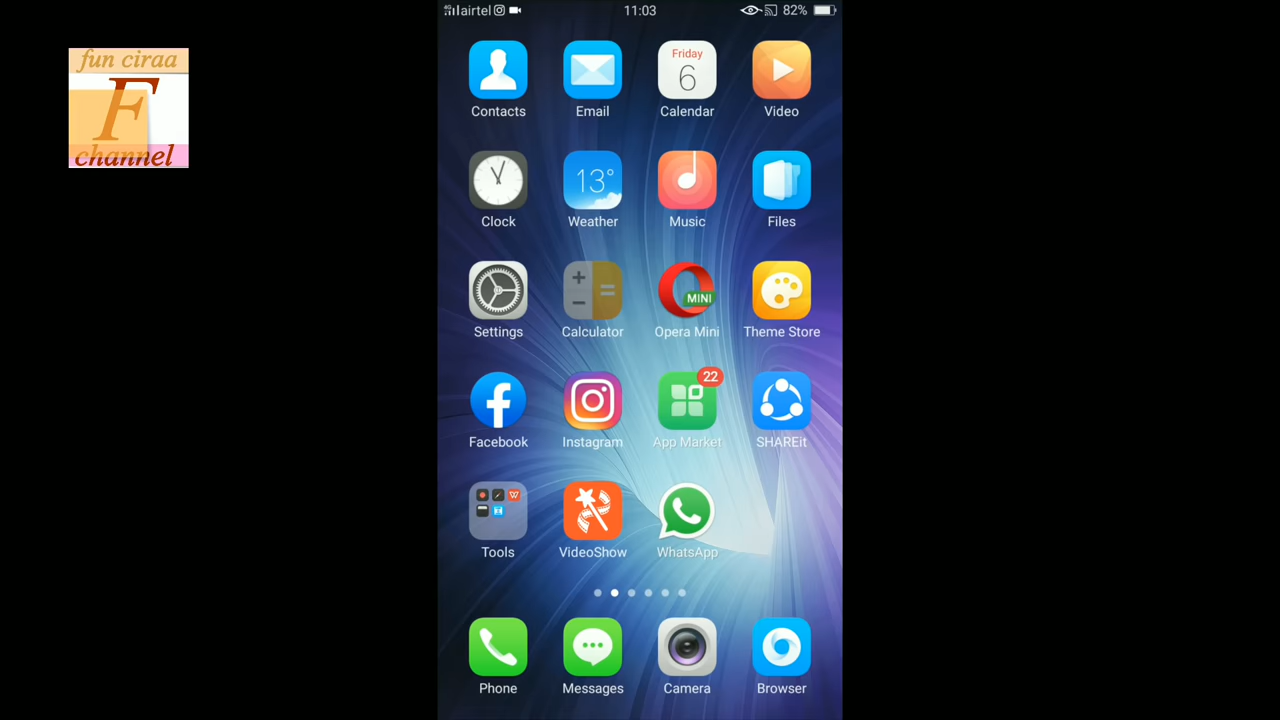 fun ciraa
F
channel
airtel 11:03 82%
Contacts Email Friday 6 Calendar Video
Clock 13° Weather Music Files
Settings Calculator MINI Opera Mini Theme Store
Facebook Instagram 22 App Market SHAREit
Tools VideoShow WhatsApp
Phone Messages Camera Browser